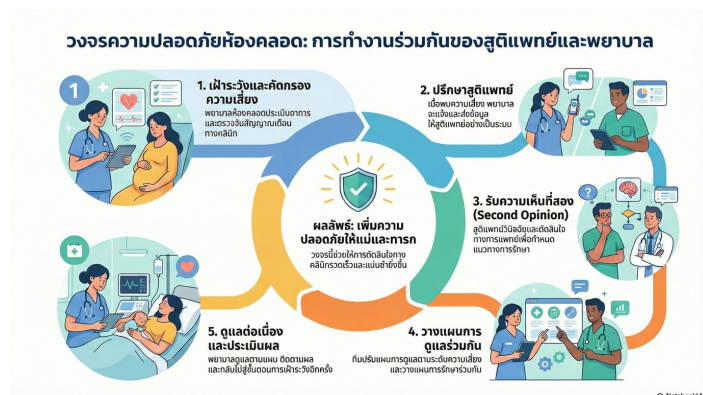 วงจรความปลอดภัยห้องคลอด: การทำงานร่วมกันของสูติแพทย์และพยาบาล
1
1. เฝ้าระวังและคัดกรอง
ความเสี่ยง
พยาบาลห้องคลอดประเมินอาการ
และตรวจจับสัญญาณเตือน
ทางคลินิก
2. ปรึกษาสูติแพทย์
เมื่อพบความเสี่ยง พยาบาล
จะแจ้งและส่งข้อมูล
ให้สูติแพทย์อย่างเป็นระบบ
3. รับความเห็นที่สอง
(Second Opinion)
สูติแพทย์วินิจฉัยและตัดสินใจ
ทางการแพทย์เพื่อกำหนด
แนวทางการรักษา
?
ผลลัพธ์: เพิ่มความ
ปลอดภัยให้แม่และทารก
วงจรนี้ช่วยให้การตัดสินใจทาง
คลินิกรวดเร็วและแม่นยำยิ่งขึ้น
4. วางแผนการ
ดูแลร่วมกัน
ทีมปรับแผนการดูแลตามระดับความเสี่ยง
และวางแผนการรักษาร่วมกัน
5. ดูแลต่อเนื่อง
และประเมินผล
พยาบาลดูแลตามแผน ติดตามผล
และกลับไปสู่ขั้นตอนการเฝ้าระวังอีกครั้ง